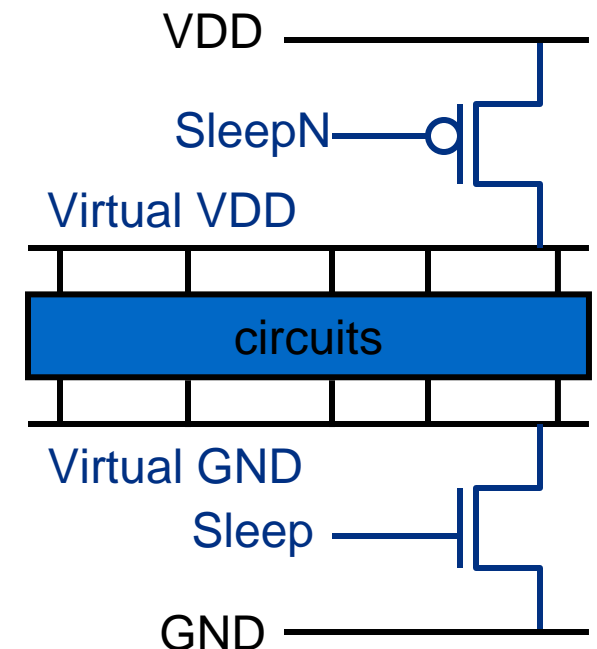 VDD
SleepN
Virtual VDD
circuits
Virtual GND
Sleep
GND